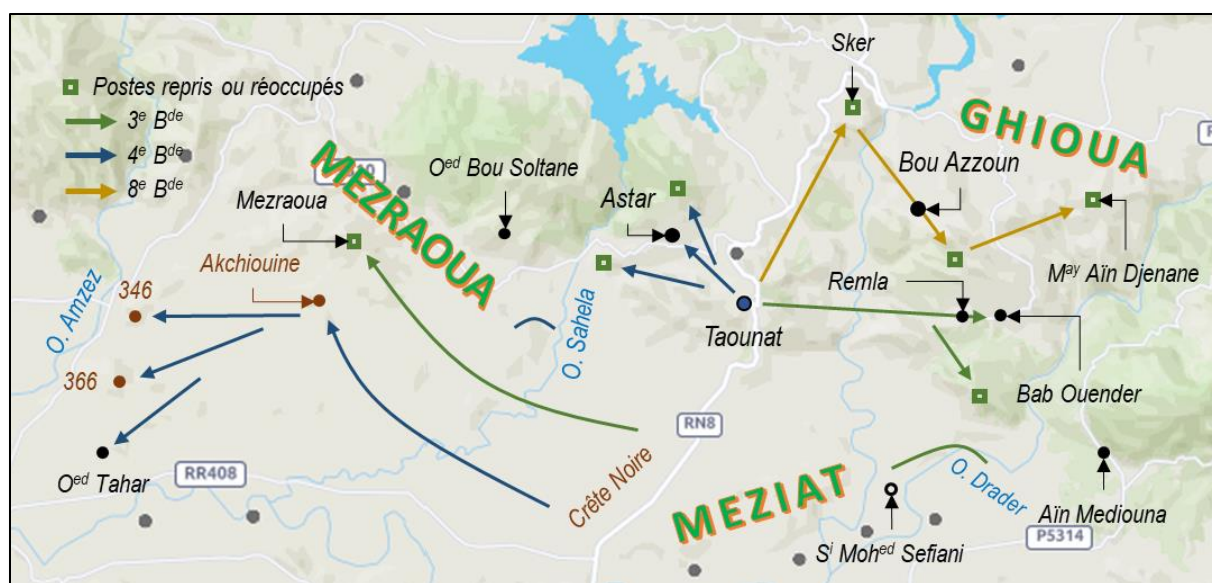 Sker
Postes repris ou réoccupés
3e Bde
4e Bde
8e Bde
GHIOUA
MEZRAOUA
Oed Bou Soltane
Bou Azzoun
Mezraoua
Astar
Akchiouine
May Aïn Djenane
Remla
346
O. Amzez
O. Sahela
Taounat
366
Bab Ouender
RN8
Oed Tahar
RR408
Crête Noire
MEZIAT
O. Drader
Aïn Mediouna
P5314
Si Mohed Sefiani